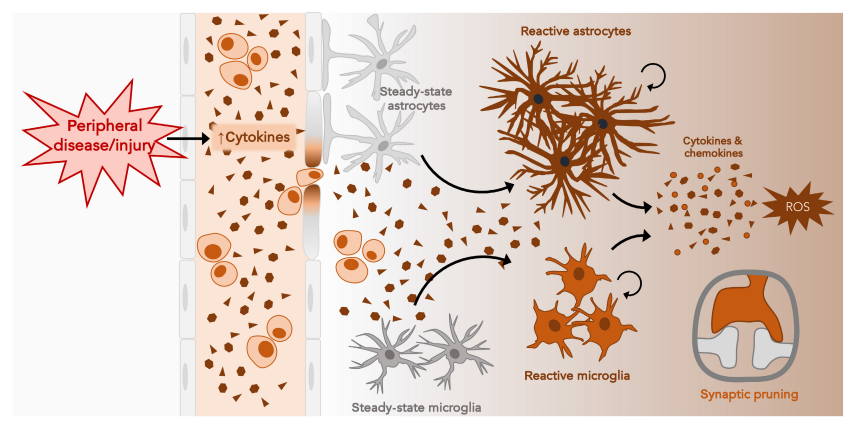 Peripheral
disease/injury
↑Cytokines
Steady-state
astrocytes
Reactive astrocytes
Cytokines &
chemokines
ROS
Steady-state microglia
Reactive microglia
Synaptic pruning